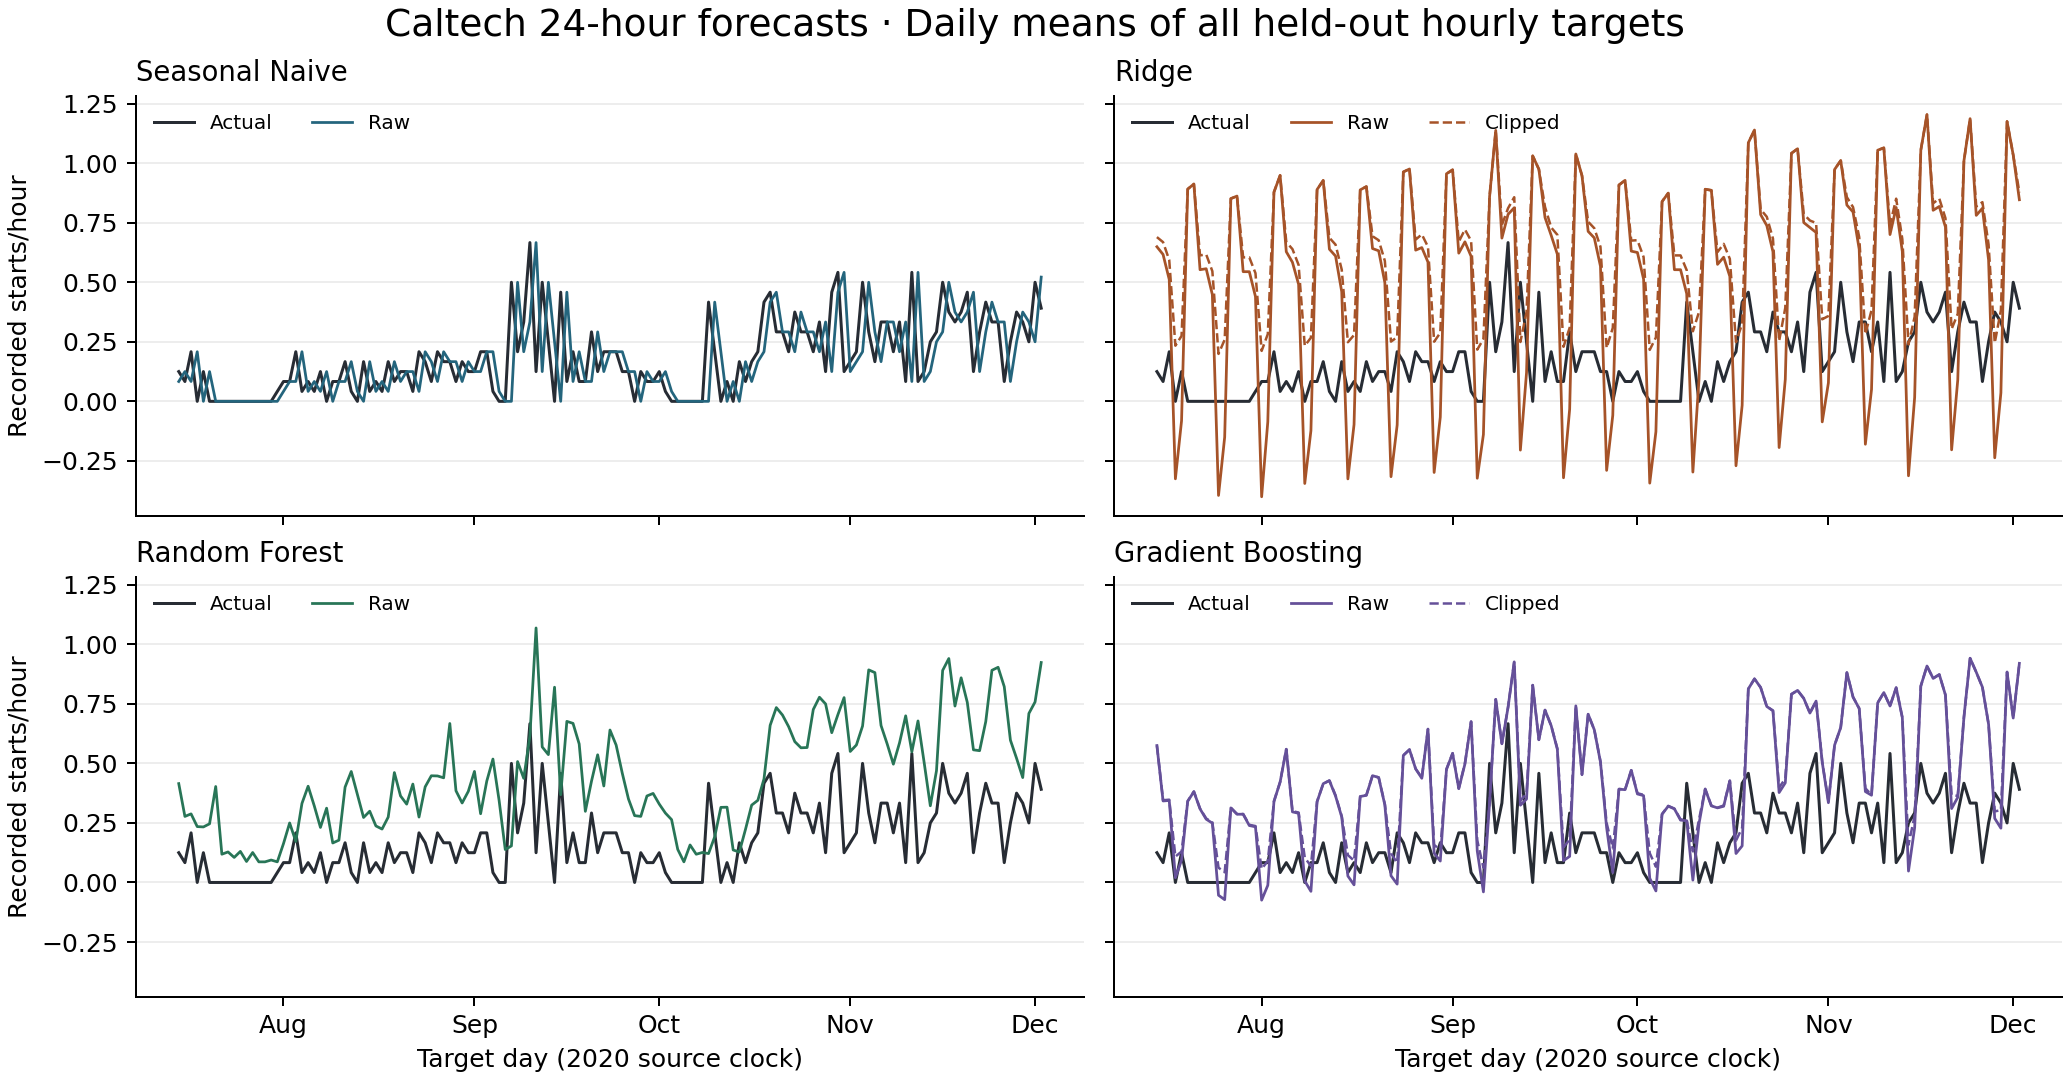 Caltech 24-hour forecasts · Daily means of all held-out hourly targets
Seasonal Naive
Actual Raw
1.25
1.00
0.75
0.50
0.25
0.00
−0.25
Recorded starts/hour
Ridge
Actual Raw Clipped
Random Forest
Actual Raw
1.25
1.00
0.75
0.50
0.25
0.00
−0.25
Recorded starts/hour
Aug Sep Oct Nov Dec
Target day (2020 source clock)
Gradient Boosting
Actual Raw Clipped
Aug Sep Oct Nov Dec
Target day (2020 source clock)